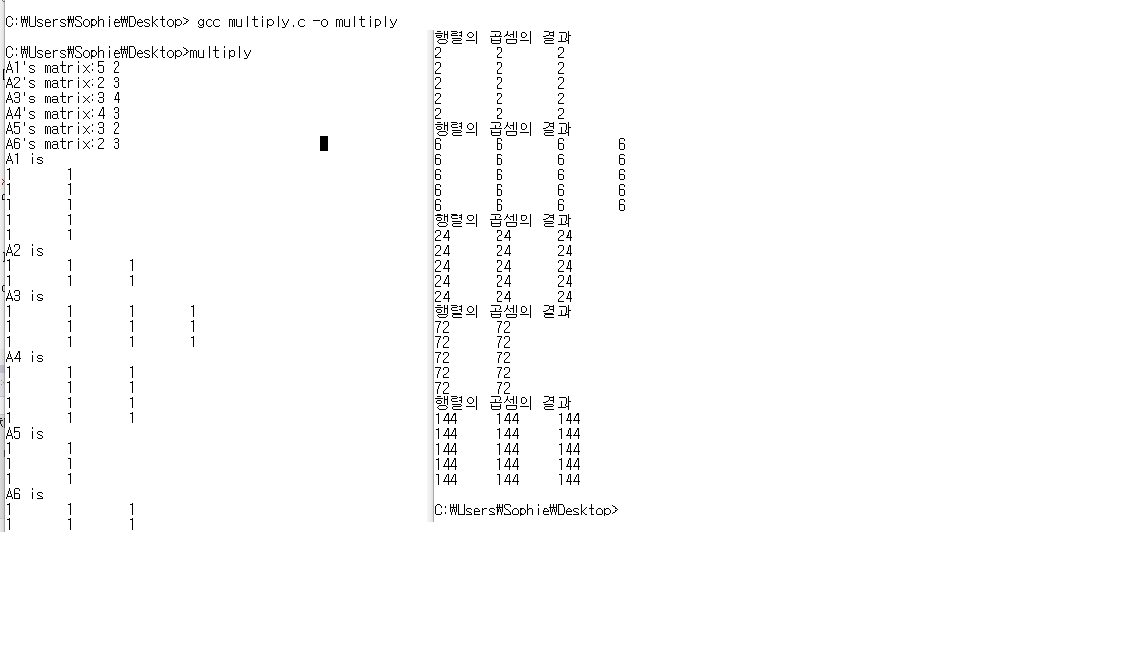 C:₩Users₩Sophie₩Desktop> gcc multiply.c -o multiply
C:₩Users₩Sophie₩Desktop>multiply
A1's matrix:5 2
A2's matrix:2 3
A3's matrix:3 4
A4's matrix:4 3
A5's matrix:3 2
A6's matrix:2 3
A1 is
1 1
1 1
1 1
1 1
1 1
A2 is
1 1 1
1 1 1
A3 is
1 1 1 1
1 1 1 1
1 1 1 1
A4 is
1 1 1
1 1 1
1 1 1
1 1 1
A5 is
1 1
1 1
1 1
A6 is
1 1 1
1 1 1
행렬의 곱셈의 결과
2 2 2
2 2 2
2 2 2
2 2 2
2 2 2
행렬의 곱셈의 결과
6 6 6 6
6 6 6 6
6 6 6 6
6 6 6 6
6 6 6 6
행렬의 곱셈의 결과
24 24 24
24 24 24
24 24 24
24 24 24
24 24 24
행렬의 곱셈의 결과
72 72
72 72
72 72
72 72
72 72
행렬의 곱셈의 결과
144 144 144
144 144 144
144 144 144
144 144 144
144 144 144
C:₩Users₩Sophie₩Desktop>